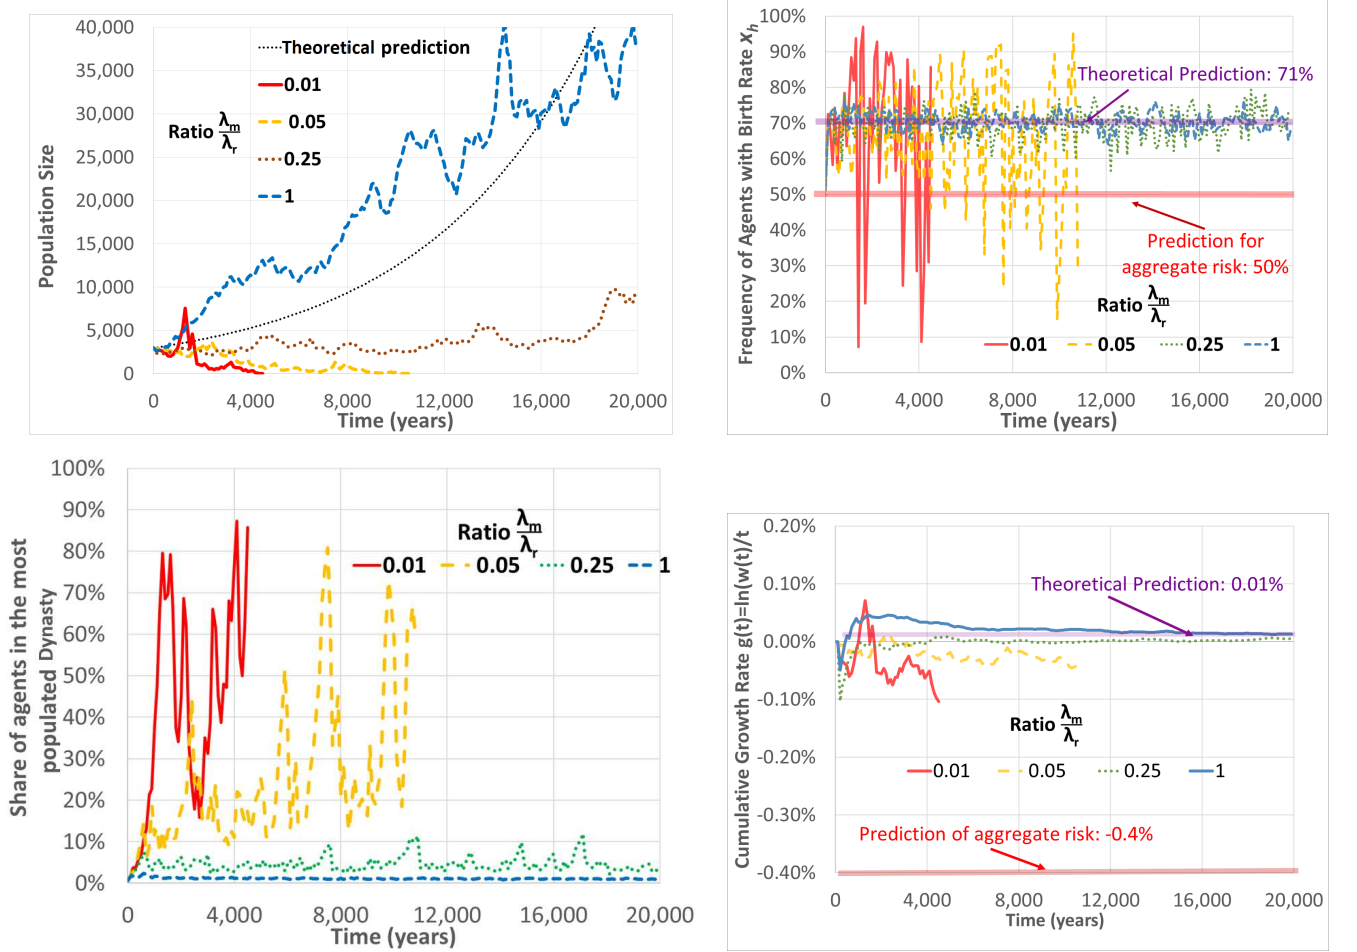 40,000
35,000
30,000
25,000
20,000
15,000
10,000
5,000
0
Population Size
Theoretical prediction
0.01
0.05
0.25
1
Ratio λm/λr
0 4,000 8,000 12,000 16,000 20,000
Time (years)
100%
90%
80%
70%
60%
50%
40%
30%
20%
10%
0%
Frequency of Agents with Birth Rate xh
Theoretical Prediction: 71%
Prediction for
aggregate risk: 50%
Ratio λm/λr
0.01 0.05 0.25 1
0 4,000 8,000 12,000 16,000 20,000
Time (years)
100%
90%
80%
70%
60%
50%
40%
30%
20%
10%
0%
Share of agents in the most
populated Dynasty
Ratio λm/λr
0.01 0.05 0.25 1
0 4,000 8,000 12,000 16,000 20,000
Time (years)
0.20%
0.10%
0.00%
-0.10%
-0.20%
-0.30%
-0.40%
Cumulative Growth Rate g(t)=ln(w(t)/t
Theoretical Prediction: 0.01%
Ratio λm/λr
0.01 0.05 0.25 1
Prediction of aggregate risk: -0.4%
0 4,000 8,000 12,000 16,000 20,000
Time (years)